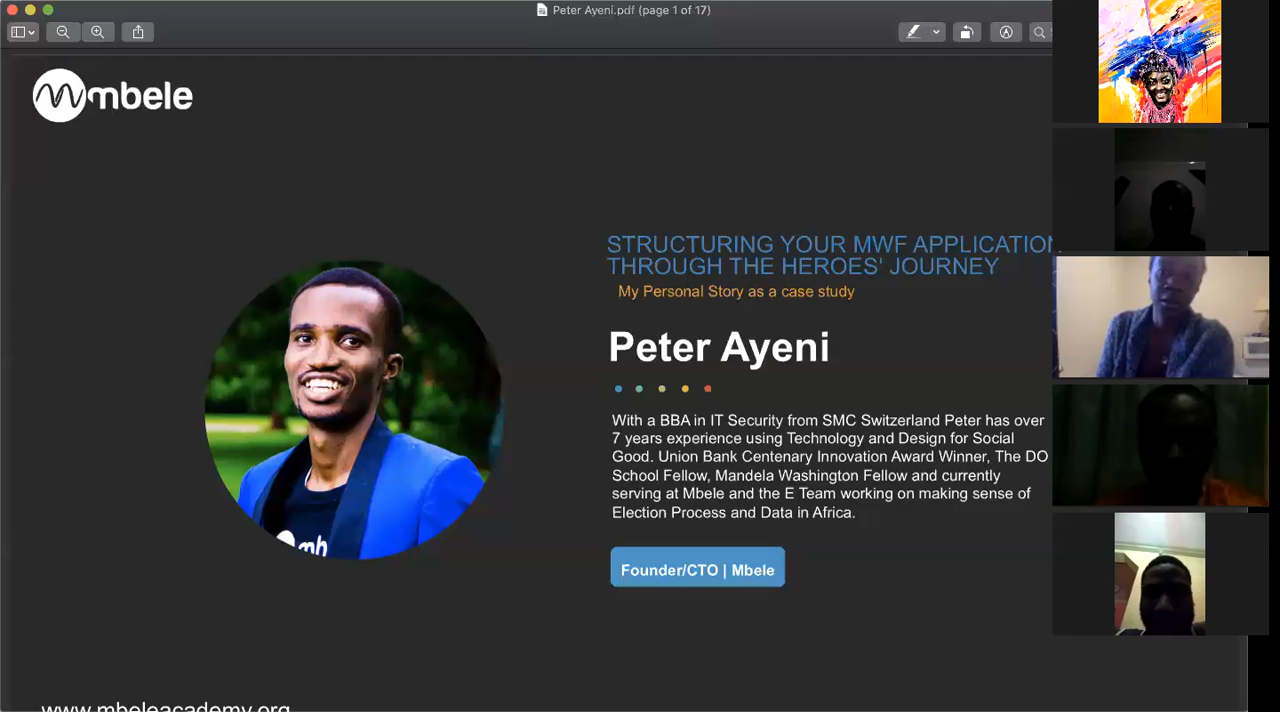 Peter Ayeni.pdf (page 1 of 17)
mbele
STRUCTURING YOUR MWF APPLICATION
THROUGH THE HEROES' JOURNEY
My Personal Story as a case study
Peter Ayeni
With a BBA in IT Security from SMC Switzerland Peter has over
7 years experience using Technology and Design for Social
Good. Union Bank Centenary Innovation Award Winner, The DO
School Fellow, Mandela Washington Fellow and currently
serving at Mbele and the E Team working on making sense of
Election Process and Data in Africa.
mb
Founder/CTO | Mbele
www.mbeleacademy.org